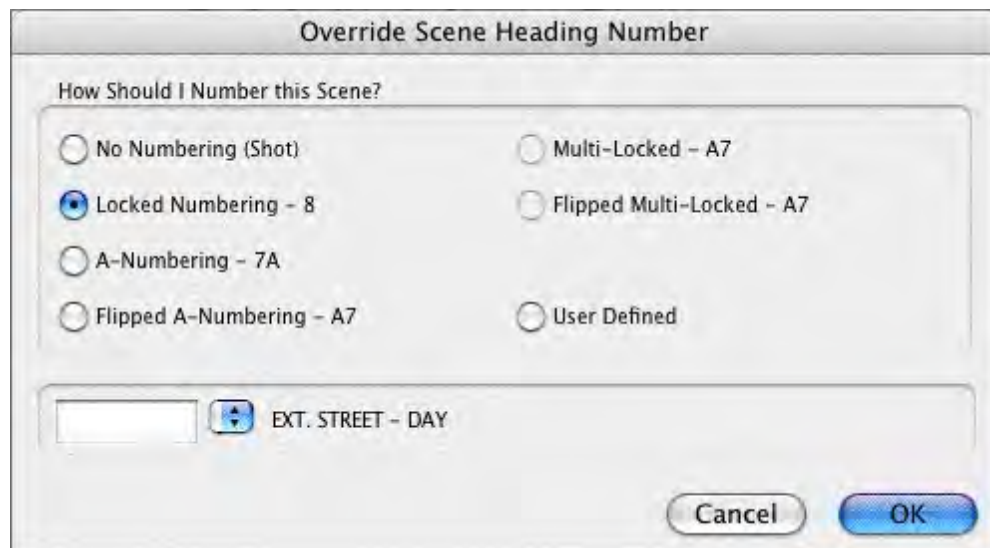 Override Scene Heading Number
How Should I Number this Scene?
No Numbering (Shot)
Multi-Locked – A7
Locked Numbering – 8
Flipped Multi-Locked – A7
A-Numbering – 7A
Flipped A-Numbering – A7
User Defined
EXT. STREET – DAY
Cancel
OK